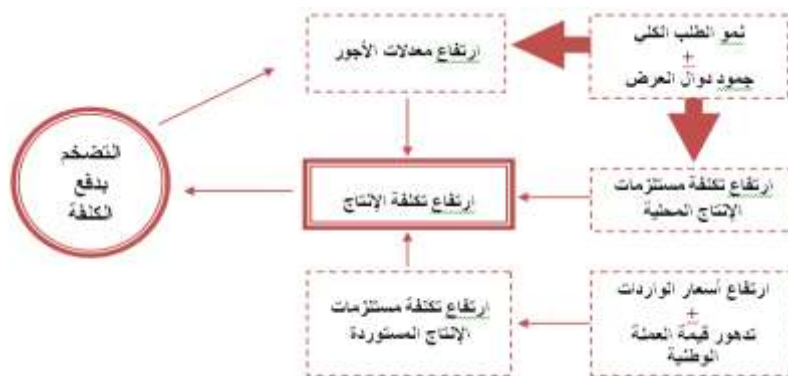 نمو الطلب الكلي
+
جمود دوال العرض
ارتفاع معدلات الأجور
التضخم
بدفع
الكلفة
ارتفاع تكلفة الإنتاج
ارتفاع تكلفة مستلزمات
الإنتاج المحلية
ارتفاع تكلفة مستلزمات
الإنتاج المستوردة
ارتفاع أسعار الواردات
+
تدهور قيمة العملة
الوطنية